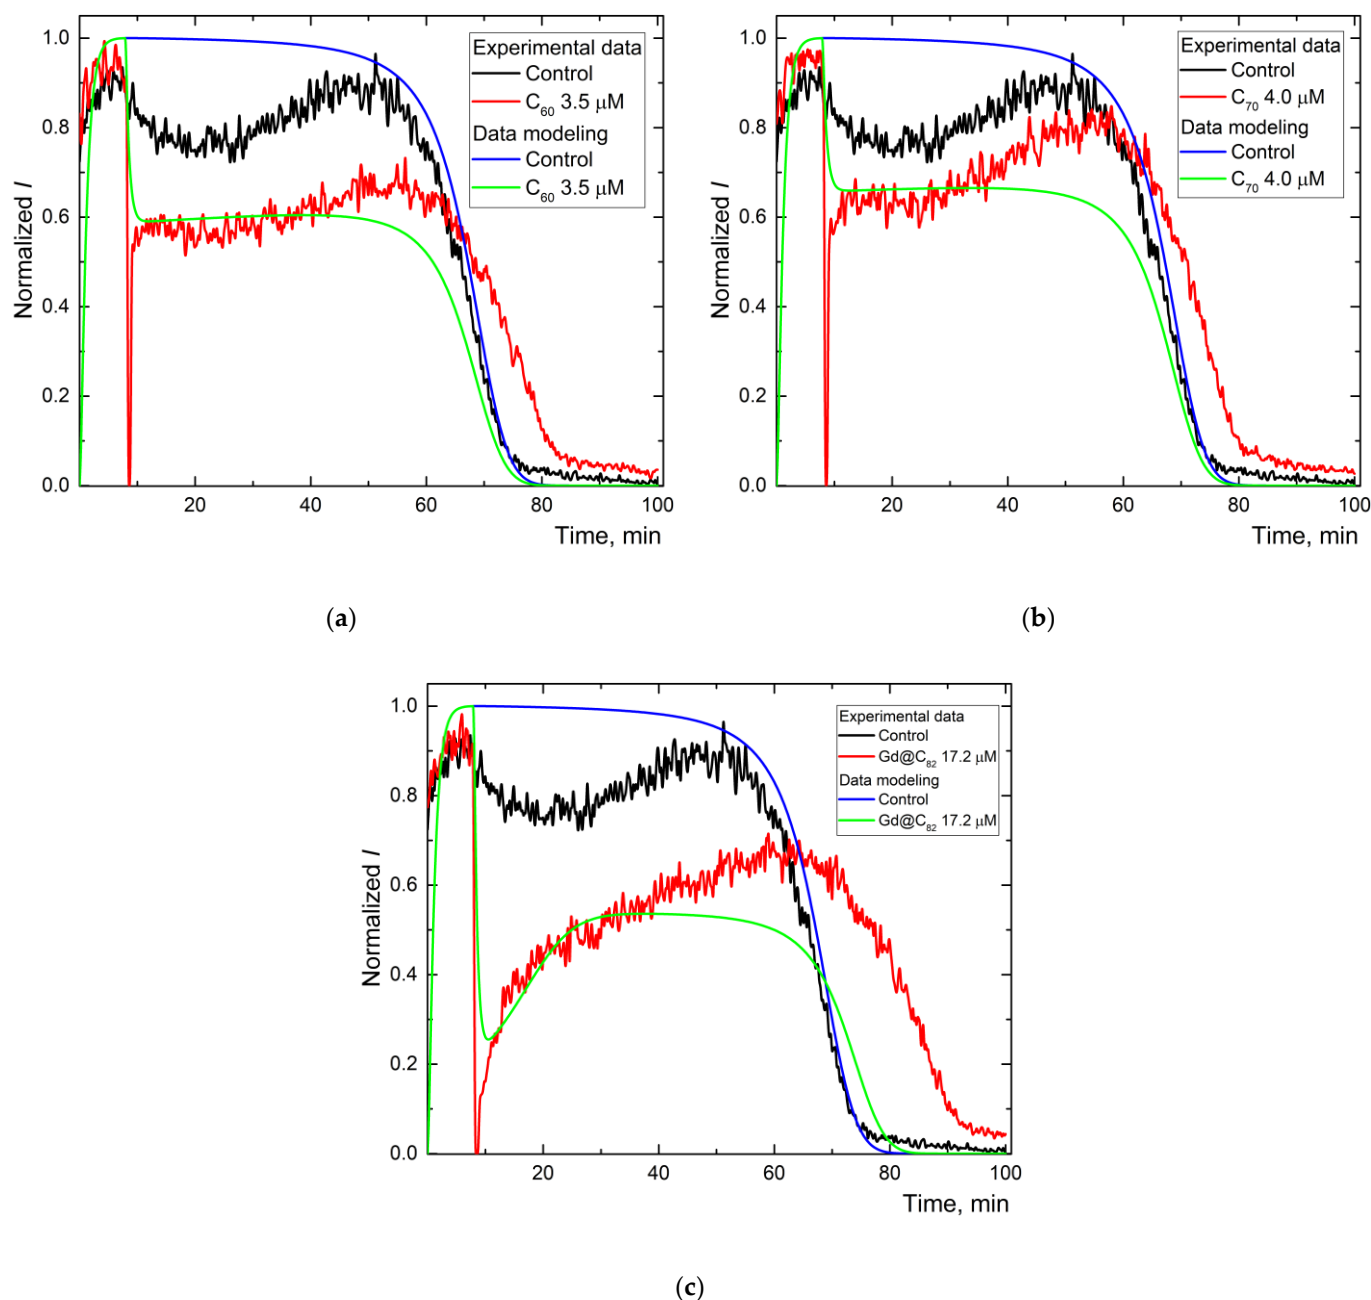 1.0
0.8
0.6
0.4
0.2
0.0
Normalized I
Experimental data
Control
C₆₀ 3.5 μM
Data modeling
Control
C₆₀ 3.5 μM
20 40 60 80 100
Time, min
(a)
1.0
0.8
0.6
0.4
0.2
0.0
Normalized I
Experimental data
Control
C₇₀ 4.0 μM
Data modeling
Control
C₇₀ 4.0 μM
20 40 60 80 100
Time, min
(b)
1.0
0.8
0.6
0.4
0.2
0.0
Normalized I
Experimental data
Control
Gd@C₈₂ 17.2 μM
Data modeling
Control
Gd@C₈₂ 17.2 μM
20 40 60 80 100
Time, min
(c)